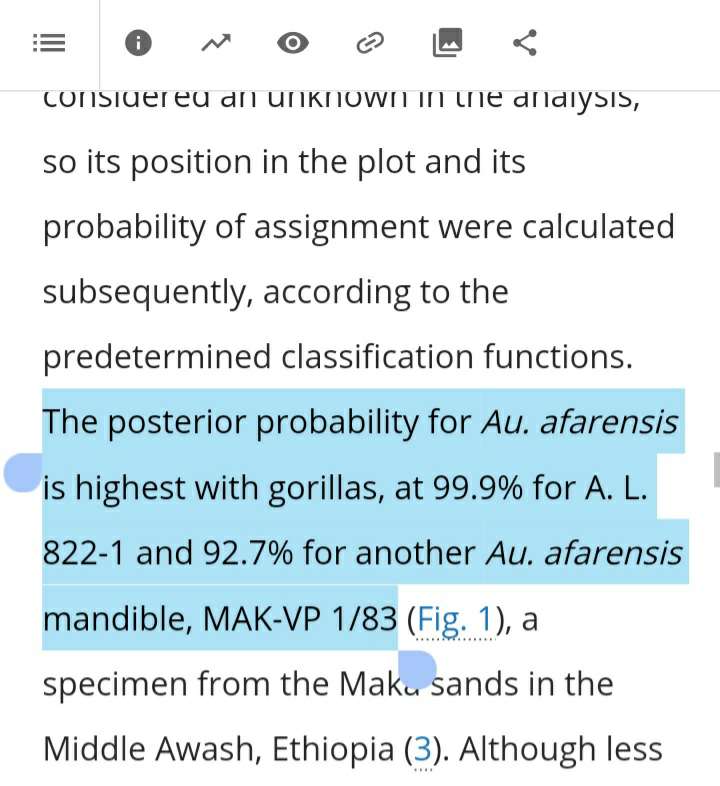 considered an unknown in the analysis,
so its position in the plot and its
probability of assignment were calculated
subsequently, according to the
predetermined classification functions.
The posterior probability for Au. afarensis
is highest with gorillas, at 99.9% for A. L.
822-1 and 92.7% for another Au. afarensis
mandible, MAK-VP 1/83 (Fig. 1), a
specimen from the Maka sands in the
Middle Awash, Ethiopia (3). Although less